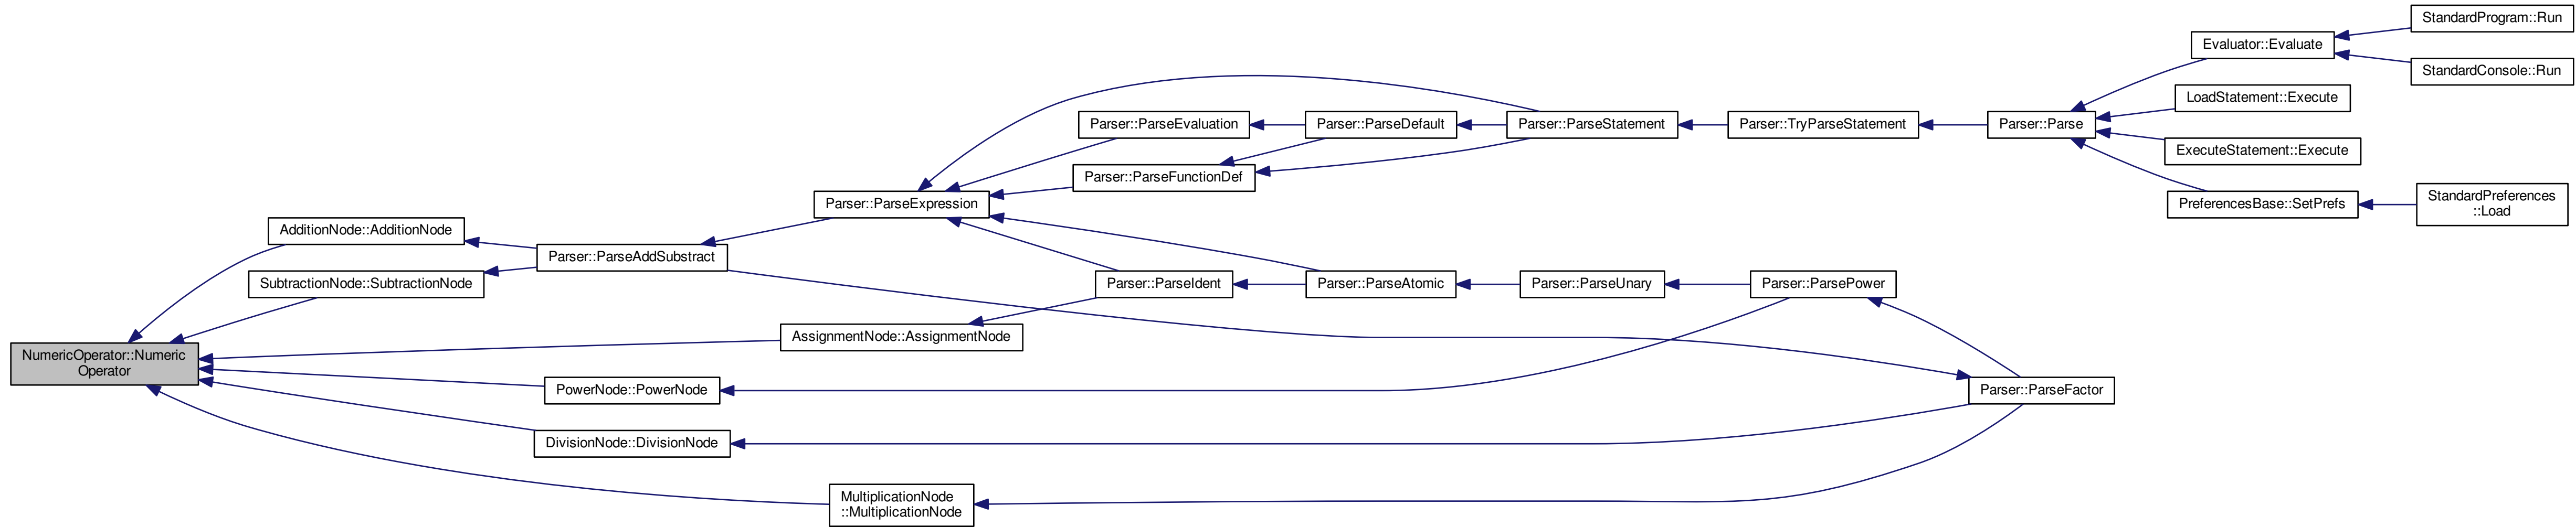 StandardProgram::Run
Evaluator::Evaluate
StandardConsole::Run
LoadStatement::Execute
Parser::ParseEvaluation
Parser::ParseDefault
Parser::ParseStatement
Parser::TryParseStatement
Parser::Parse
ExecuteStatement::Execute
Parser::ParseFunctionDef
Parser::ParseExpression
PreferencesBase::SetPrefs
StandardPreferences
::Load
AdditionNode::AdditionNode
Parser::ParseAddSubstract
SubtractionNode::SubtractionNode
Parser::ParseIdent
Parser::ParseAtomic
Parser::ParseUnary
Parser::ParsePower
AssignmentNode::AssignmentNode
NumericOperator::Numeric
Operator
PowerNode::PowerNode
Parser::ParseFactor
DivisionNode::DivisionNode
MultiplicationNode
::MultiplicationNode